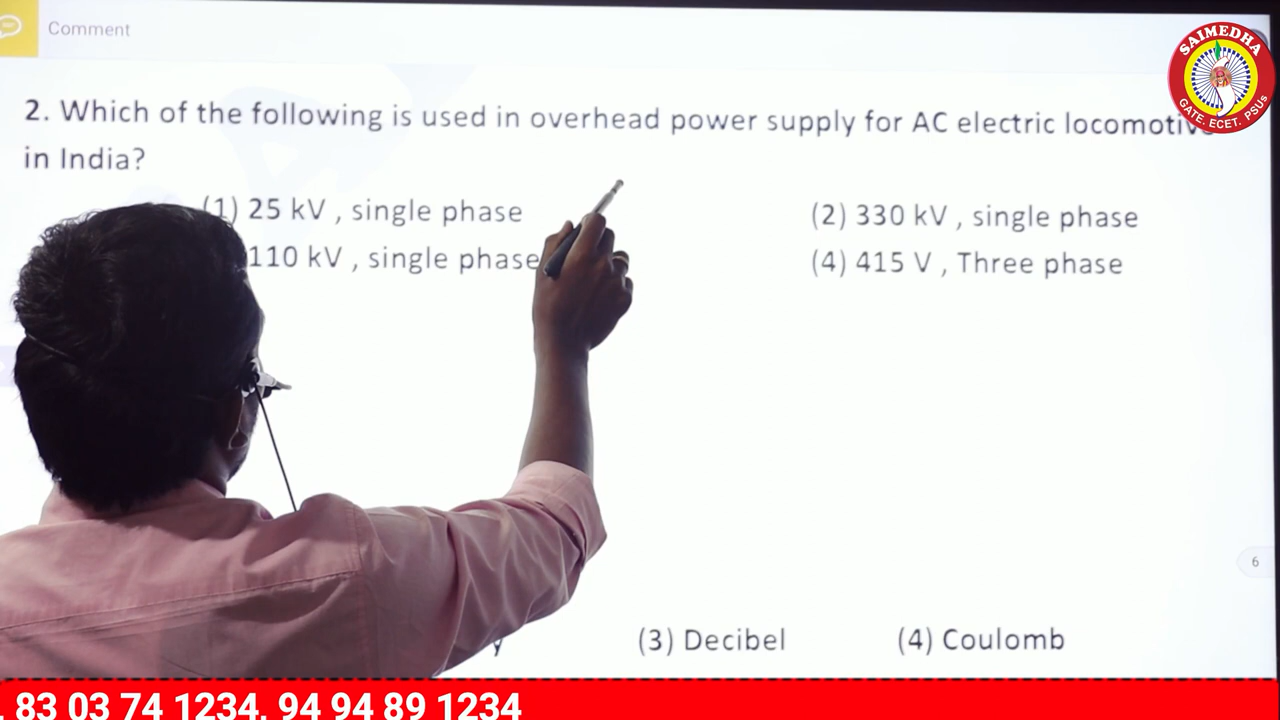 Comment
SAIMEDHA
GATE. ECET. PSUs
2. Which of the following is used in overhead power supply for AC electric locomotive
in India?
(1) 25 kV , single phase
(2) 330 kV , single phase
110 kV , single phase
(4) 415 V , Three phase
6
(3) Decibel
(4) Coulomb
83 03 74 1234, 94 94 89 1234